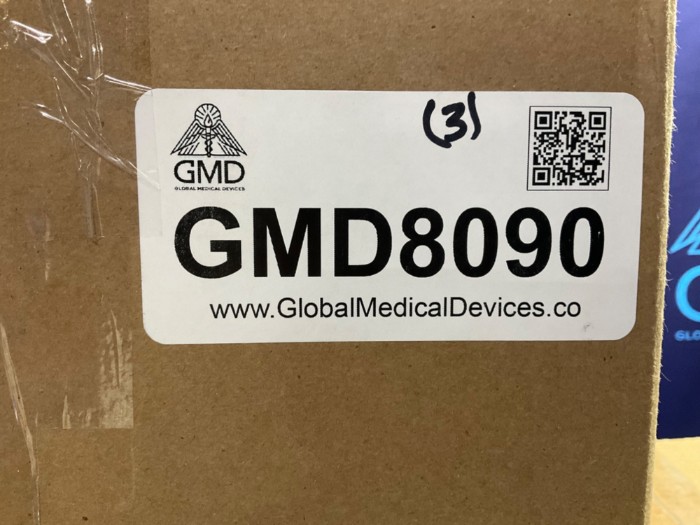 (3)
GMD
GLOBAL MEDICAL DEVICES
GMD8090
www.GlobalMedicalDevices.co